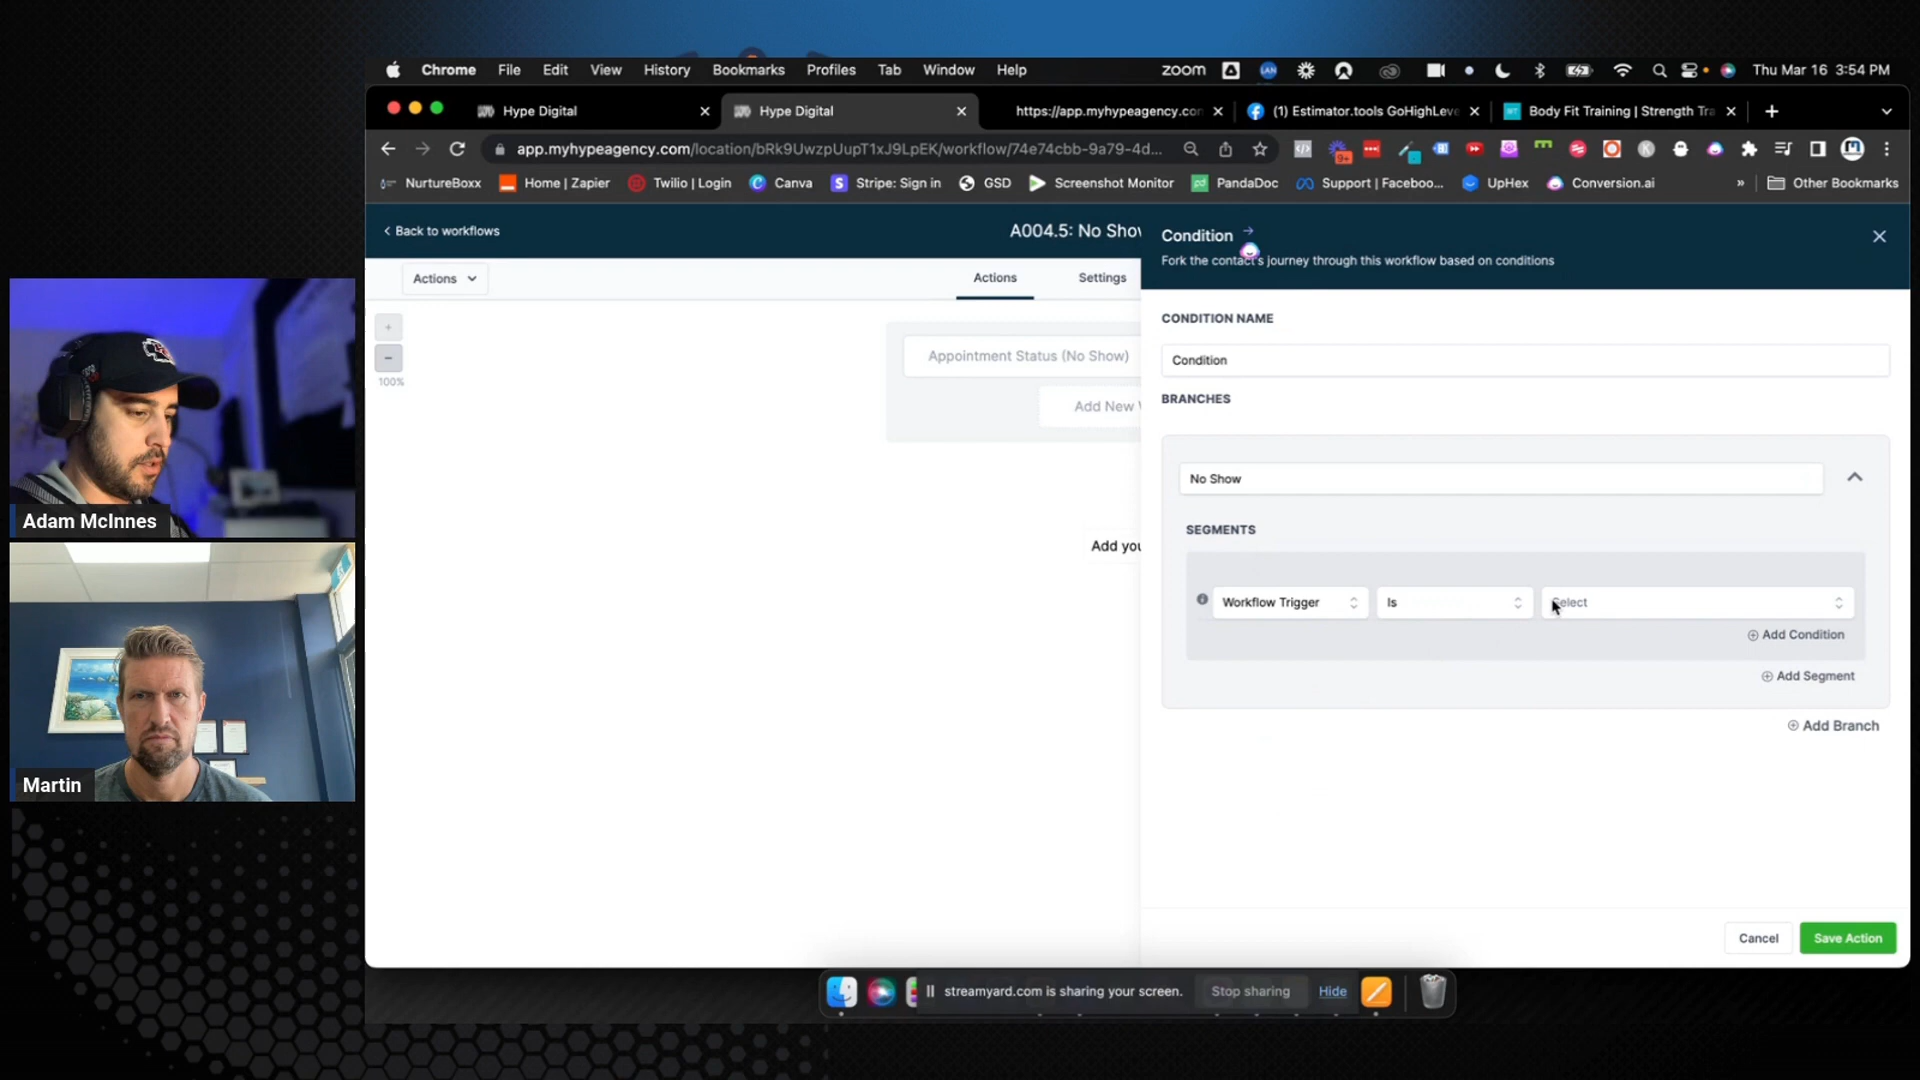 Chrome File Edit View History Bookmarks Profiles Tab Window Help
zoom LAN Thu Mar 16 3:54 PM
Hype Digital
Hype Digital
https://app.myhypeagency.con
(1) Estimator.tools GoHighLeve
Body Fit Training | Strength Tra
app.myhypeagency.com/location/bRk9UwzpUupT1xJ9LpEK/workflow/74e74cbb-9a79-4d...
9+
NurtureBoxx Home | Zapier Twilio | Login Canva Stripe: Sign in GSD Screenshot Monitor PandaDoc Support | Faceboo... UpHex Conversion.ai » Other Bookmarks
Back to workflows
A004.5: No Shov
Actions
Actions
Settings
100%
Appointment Status (No Show)
Add New
Add you
Condition
Fork the contact's journey through this workflow based on conditions
CONDITION NAME
Condition
BRANCHES
No Show
SEGMENTS
Workflow Trigger Is Select
Add Condition
Add Segment
Add Branch
Cancel Save Action
streamyard.com is sharing your screen. Stop sharing Hide
Adam McInnes
Martin